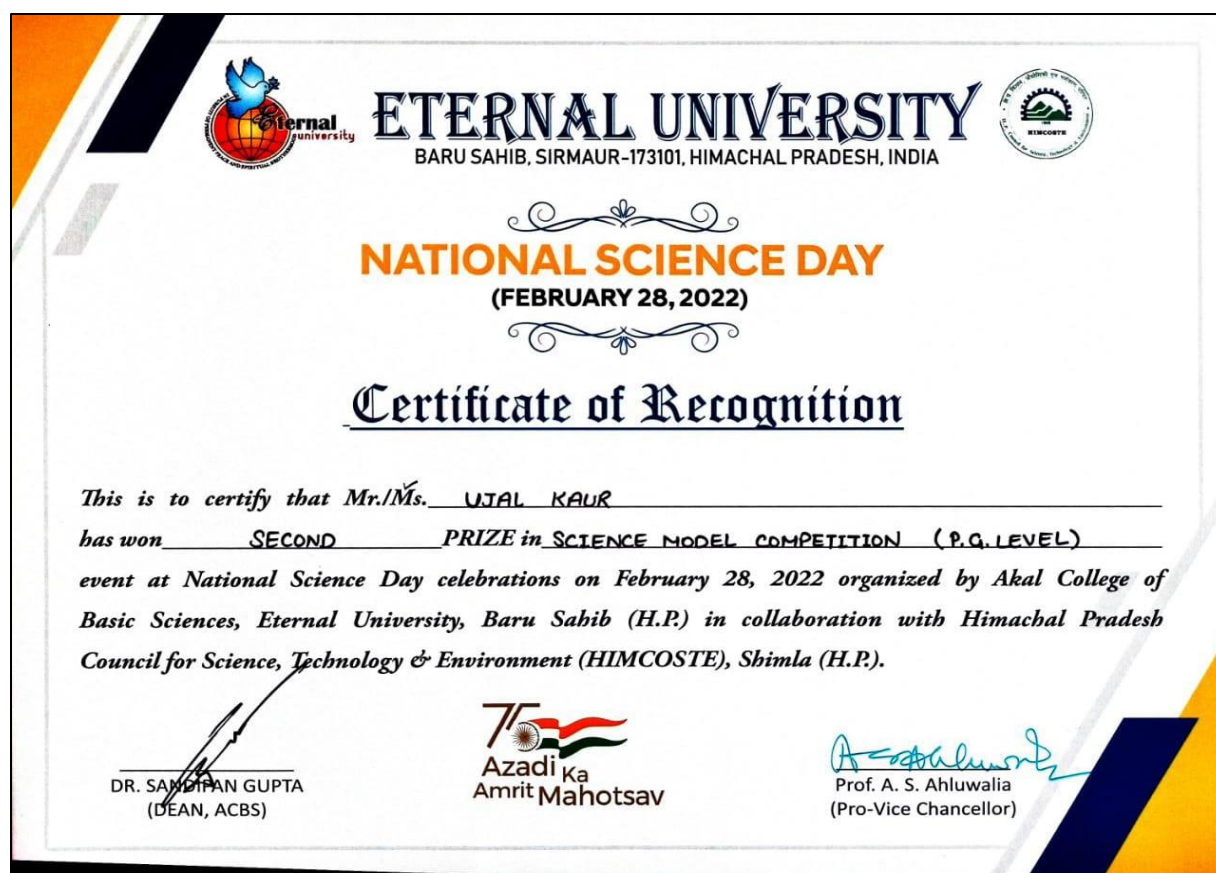 Eternal
university
ETERNAL UNIVERSITY
BARU SAHIB, SIRMAUR-173101, HIMACHAL PRADESH, INDIA
HIMCOSTE
NATIONAL SCIENCE DAY
(FEBRUARY 28, 2022)
Certificate of Recognition
This is to certify that Mr./Ms. UJAL KAUR
has won SECOND PRIZE in SCIENCE MODEL COMPETITION (P.G. LEVEL)
event at National Science Day celebrations on February 28, 2022 organized by Akal College of
Basic Sciences, Eternal University, Baru Sahib (H.P.) in collaboration with Himachal Pradesh
Council for Science, Technology & Environment (HIMCOSTE), Shimla (H.P.).
75
Azadi Ka
Amrit Mahotsav
DR. SANDIPAN GUPTA
(DEAN, ACBS)
Prof. A. S. Ahluwalia
(Pro-Vice Chancellor)